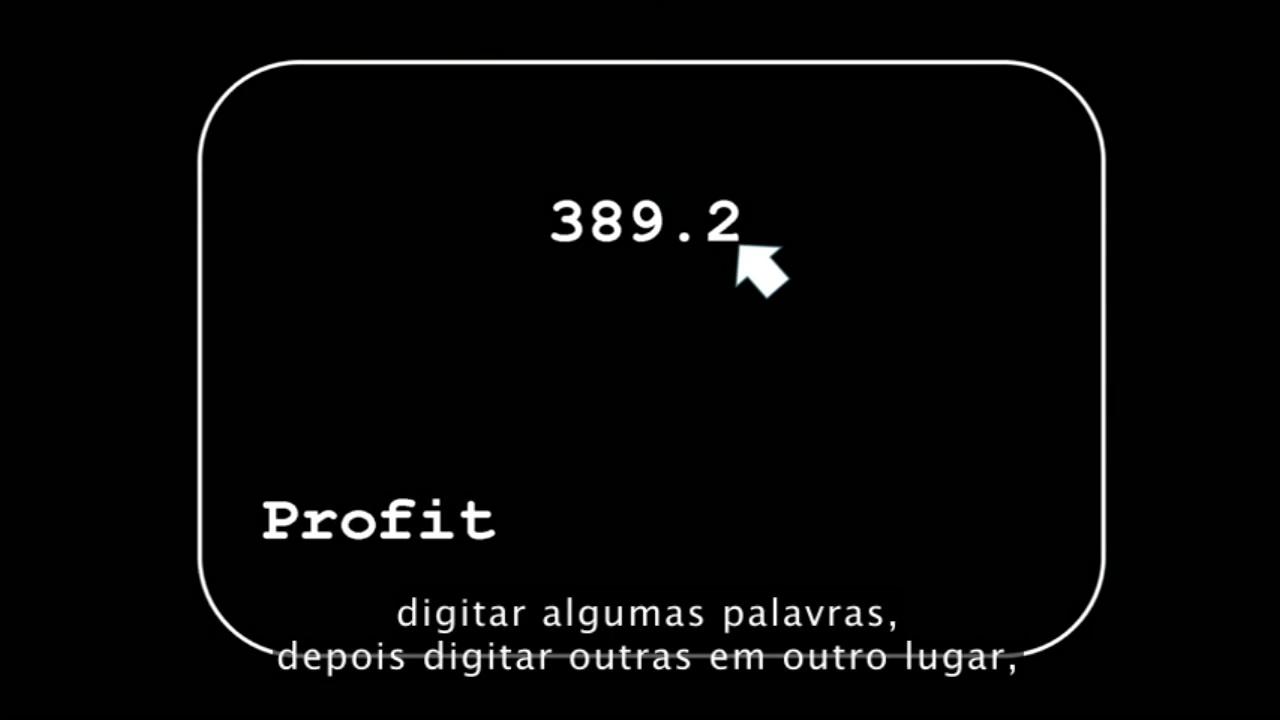 389.2
Profit
digitar algumas palavras,
depois digitar outras em outro lugar,